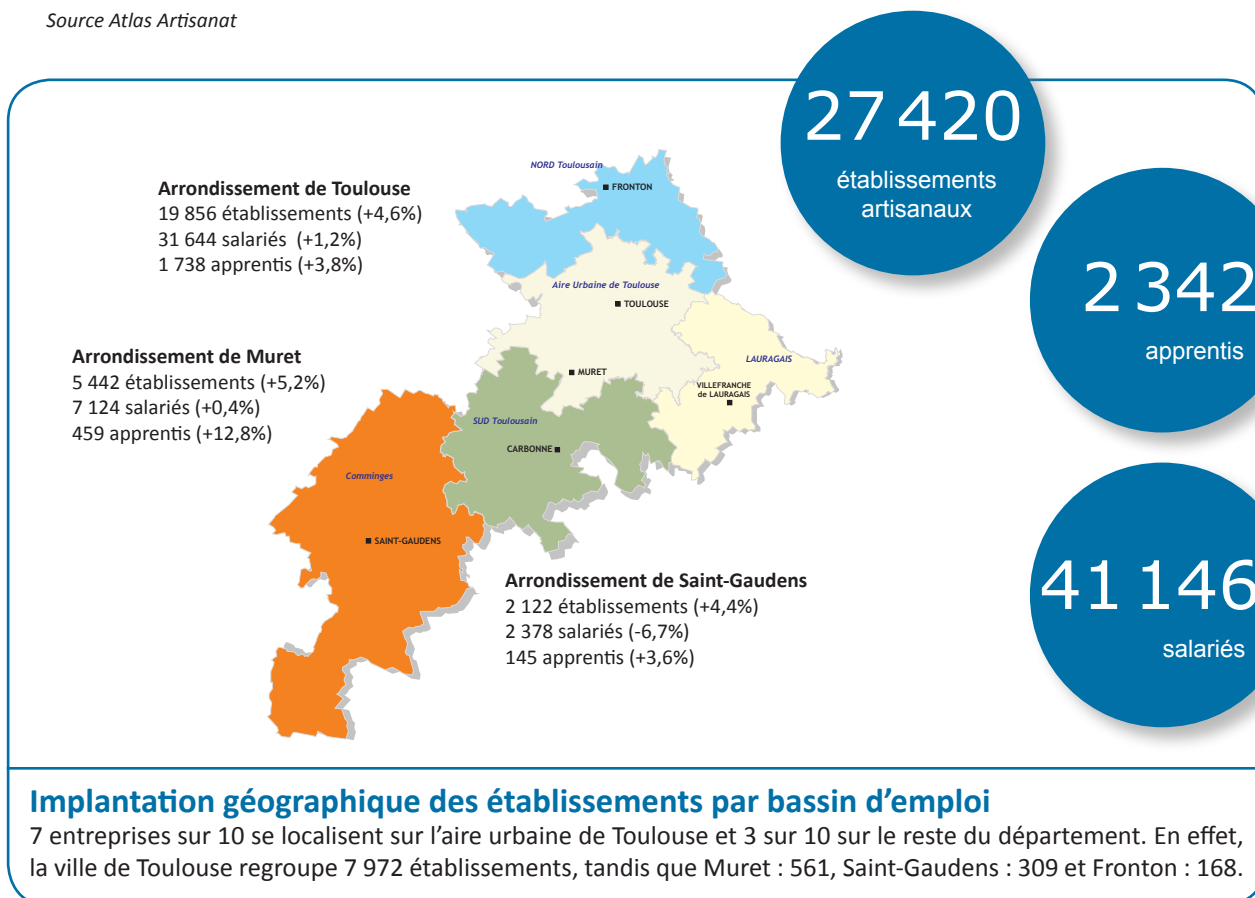 Source Atlas Artisanat
27 420
établissements
artisanaux
2 342
apprentis
41 146
salariés
Arrondissement de Toulouse
19 856 établissements (+4,6%)
31 644 salariés (+1,2%)
1 738 apprentis (+3,8%)
Arrondissement de Muret
5 442 établissements (+5,2%)
7 124 salariés (+0,4%)
459 apprentis (+12,8%)
NORD Toulousain
FRONTON
Aire Urbaine de Toulouse
TOULOUSE
MURET
LAURAGAIS
VILLEFRANCHE
de LAURAGAIS
SUD Toulousain
CARBONNE
Comminges
SAINT-GAUDENS
Arrondissement de Saint-Gaudens
2 122 établissements (+4,4%)
2 378 salariés (-6,7%)
145 apprentis (+3,6%)
Implantation géographique des établissements par bassin d’emploi
7 entreprises sur 10 se localisent sur l’aire urbaine de Toulouse et 3 sur 10 sur le reste du département. En effet,
la ville de Toulouse regroupe 7 972 établissements, tandis que Muret : 561, Saint-Gaudens : 309 et Fronton : 168.